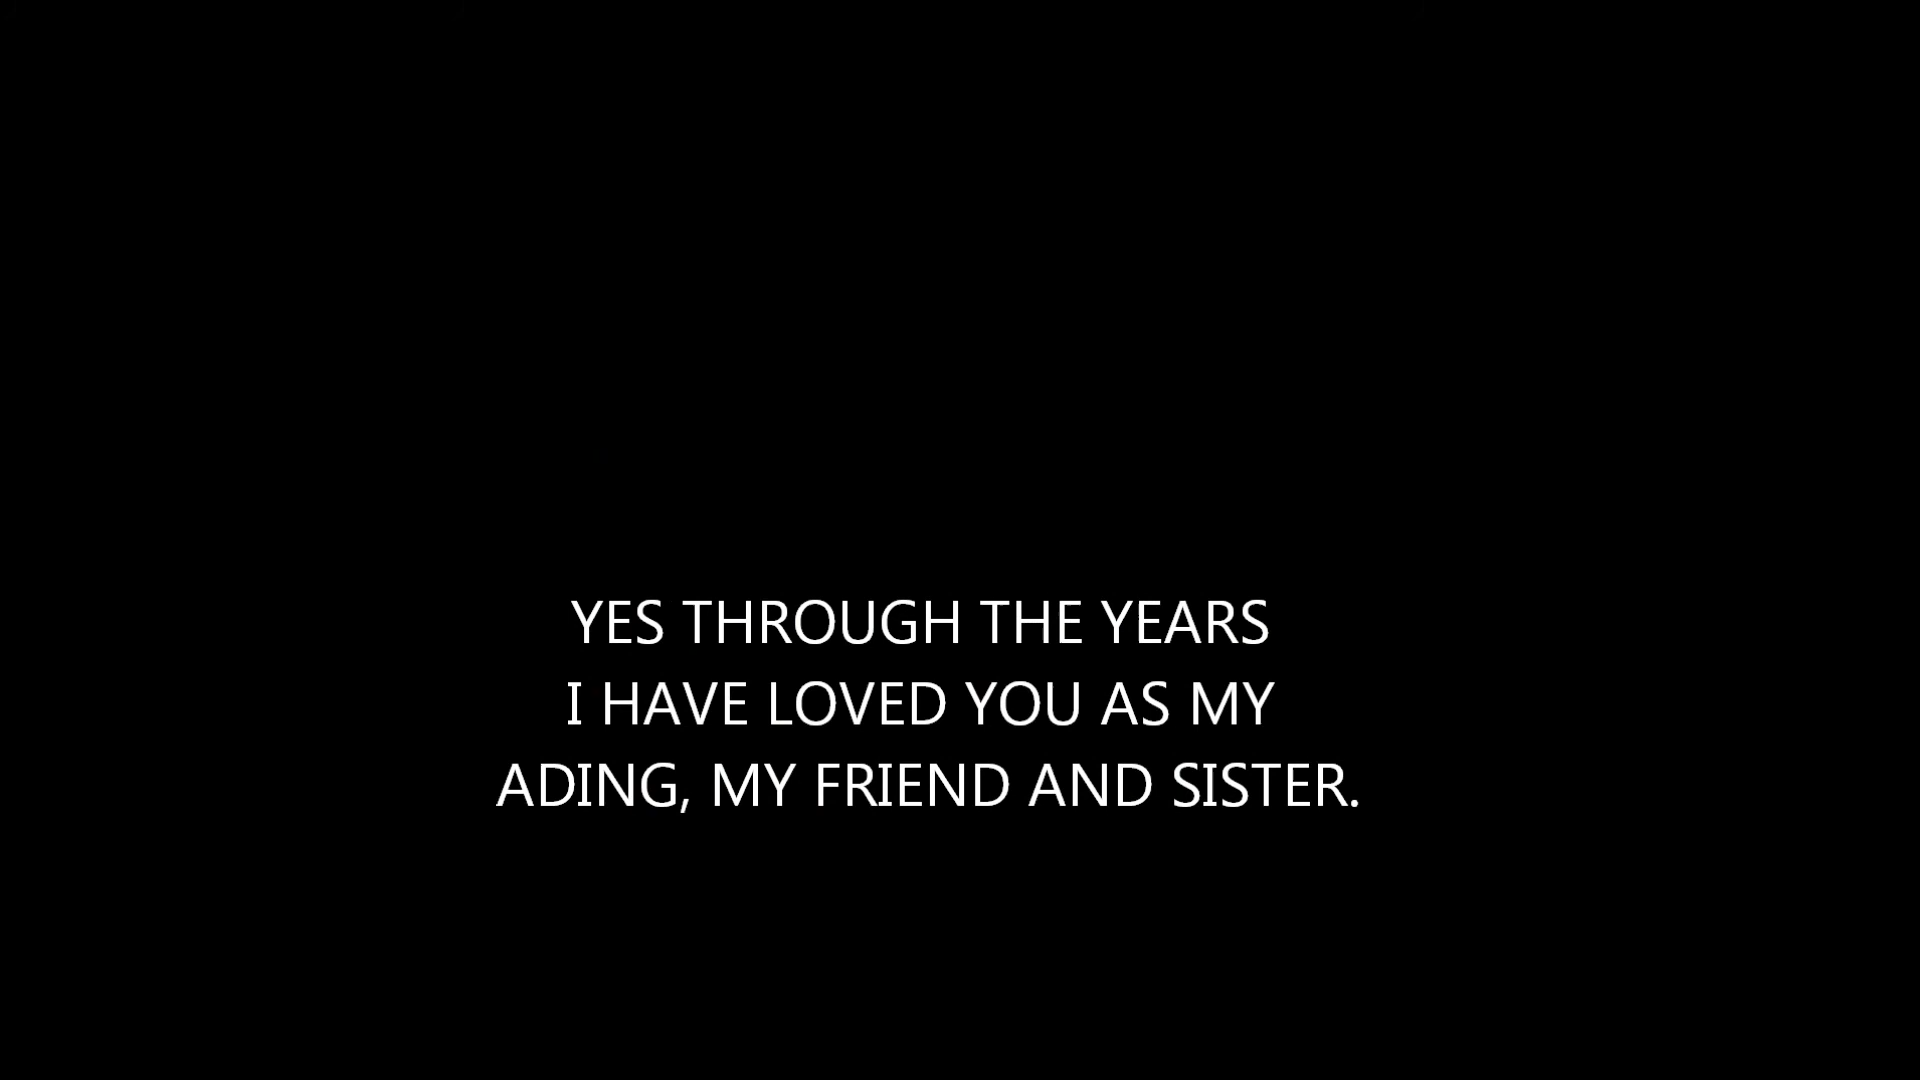 YES THROUGH THE YEARS
I HAVE LOVED YOU AS MY
ADING, MY FRIEND AND SISTER.